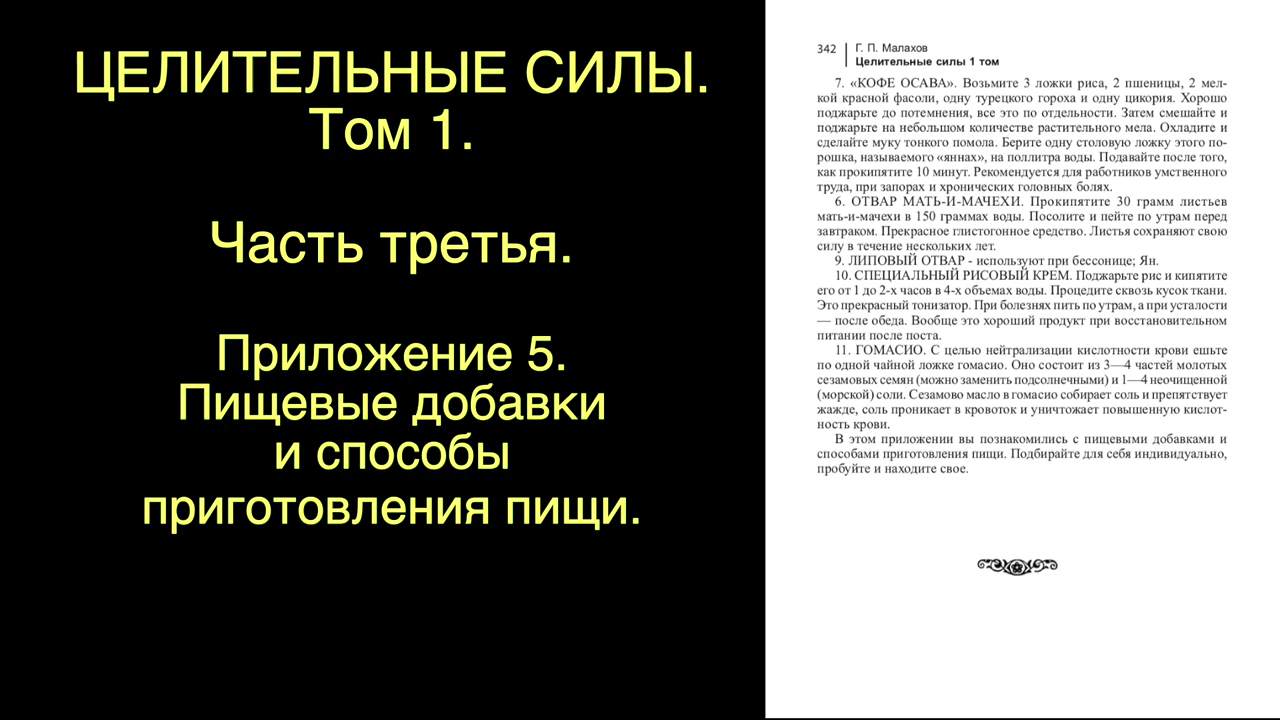 ЦЕЛИТЕЛЬНЫЕ СИЛЫ.
Том 1.
Часть третья.
Приложение 5.
Пищевые добавки
и способы
приготовления пищи.
342
Г. П. Малахов
Целительные силы 1 том
7. «КОФЕ ОСАВА». Возьмите 3 ложки риса, 2 пшеницы, 2 мел-
кой красной фасоли, одну турецкого гороха и одну цикория. Хорошо
поджарьте до потемнения, все это по отдельности. Затем смешайте и
поджарьте на небольшом количестве растительного мела. Охладите и
сделайте муку тонкого помола. Берите одну столовую ложку этого по-
рошка, называемого «яннах», на поллитра воды. Подавайте после того,
как прокипятите 10 минут. Рекомендуется для работников умственного
труда, при запорах и хронических головных болях.
6. ОТВАР МАТЬ-И-МАЧЕХИ. Прокипятите 30 грамм листьев
мать-и-мачехи в 150 граммах воды. Посолите и пейте по утрам перед
завтраком. Прекрасное глистогонное средство. Листья сохраняют свою
силу в течение нескольких лет.
9. ЛИПОВЫЙ ОТВАР - используют при бессонице; Ян.
10. СПЕЦИАЛЬНЫЙ РИСОВЫЙ КРЕМ. Поджарьте рис и кипятите
его от 1 до 2-х часов в 4-х объемах воды. Процедите сквозь кусок ткани.
Это прекрасный тонизатор. При болезнях пить по утрам, а при усталости
— после обеда. Вообще это хороший продукт при восстановительном
питании после поста.
11. ГОМАСИО. С целью нейтрализации кислотности крови ешьте
по одной чайной ложке гомасио. Оно состоит из 3—4 частей молотых
сезамовых семян (можно заменить подсолнечными) и 1—4 неочищенной
(морской) соли. Сезамово масло в гомасио собирает соль и препятствует
жажде, соль проникает в кровоток и уничтожает повышенную кислот-
ность крови.
В этом приложении вы познакомились с пищевыми добавками и
способами приготовления пищи. Подбирайте для себя индивидуально,
пробуйте и находите свое.